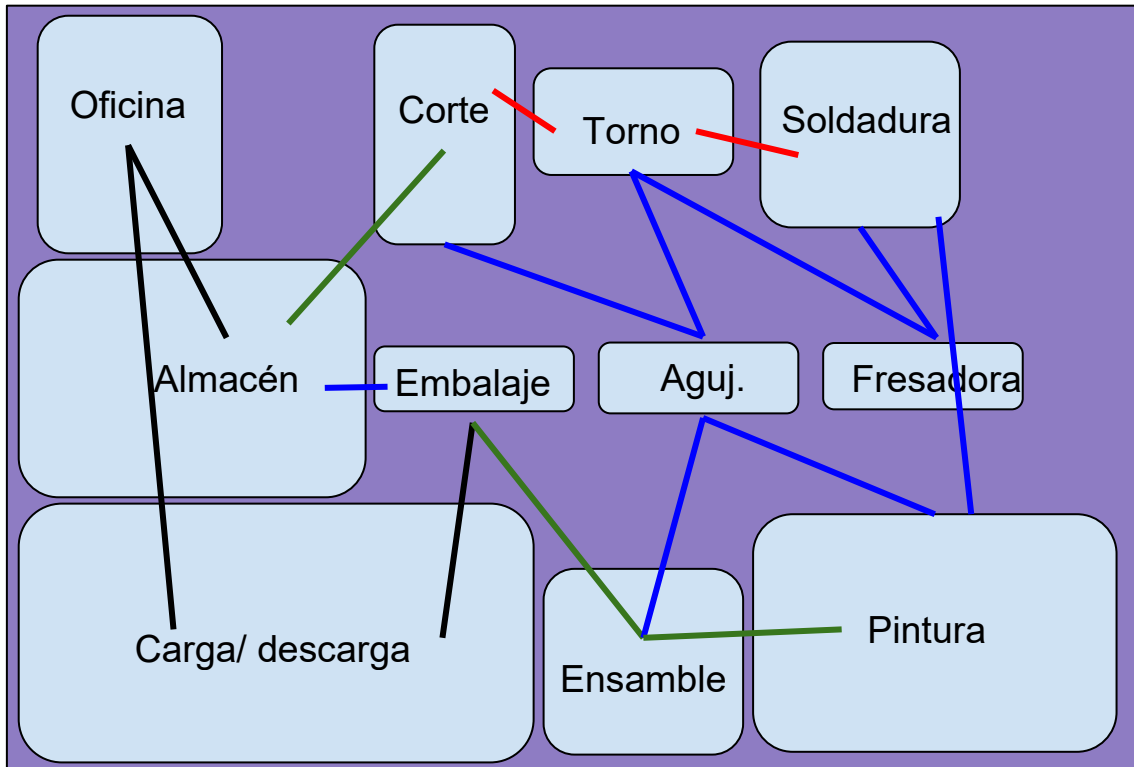 Oficina
Corte
Torno
Soldadura
Almacén
Embalaje
Aguj.
Fresadora
Carga/ descarga
Ensamble
Pintura